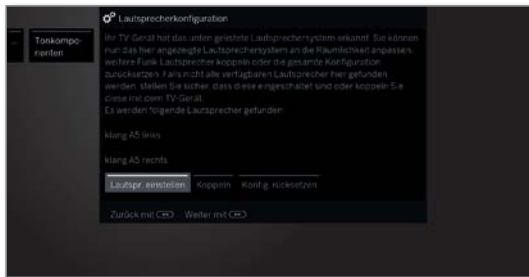 Lautsprecherkonfiguration
Tonkompo-
nenten
Ihr TV-Gerät hat das unten gelistete Lautsprechersystem erkannt. Sie können
nun das hier angezeigte Lautsprechersystem an die Räumlichkeit anpassen,
weitere Funk Lautsprecher koppeln oder die gesamte Konfiguration
zurücksetzen. Falls nicht alle verfügbaren Lautsprecher hier gefunden
werden, stellen Sie sicher, dass diese eingeschaltet sind oder koppeln Sie
diese mit dem TV-Gerät.
Es werden folgende Lautsprecher gefunden:
klang A5 links
klang A5 rechts
Lautspr. einstellen Koppeln Konfig. rücksetzen
Zurück mit Weiter mit